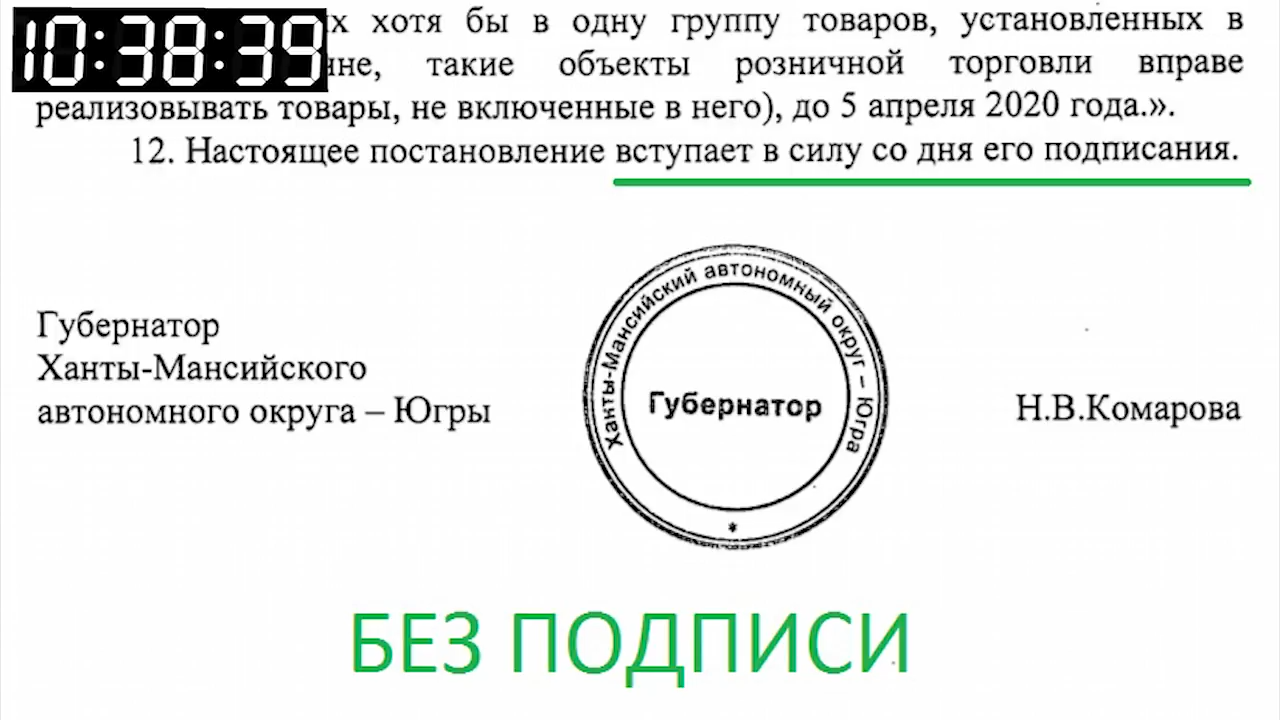 10:38:39
хотя бы в одну группу товаров, установленных в
такие объекты розничной торговли вправе
реализовывать товары, не включенные в него), до 5 апреля 2020 года.».
12. Настоящее постановление вступает в силу со дня его подписания.
Ханты-Мансийский автономный округ – Югра
Губернатор
Ханты-Мансийского
автономного округа – Югры
Губернатор
Н.В.Комарова
*
БЕЗ ПОДПИСИ